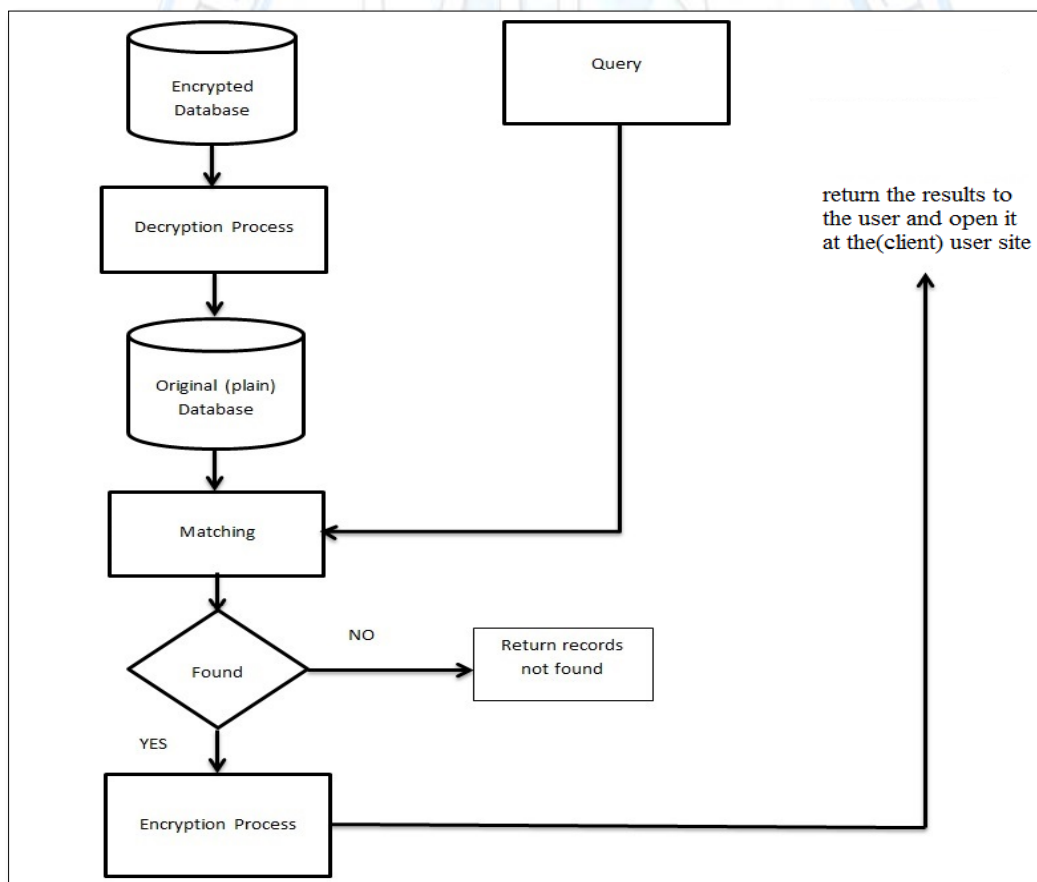 Encrypted
Database
Query
Decryption Process
return the results to
the user and open it
at the(client) user site
Original (plain)
Database
Matching
Found
NO
Return records
not found
YES
Encryption Process